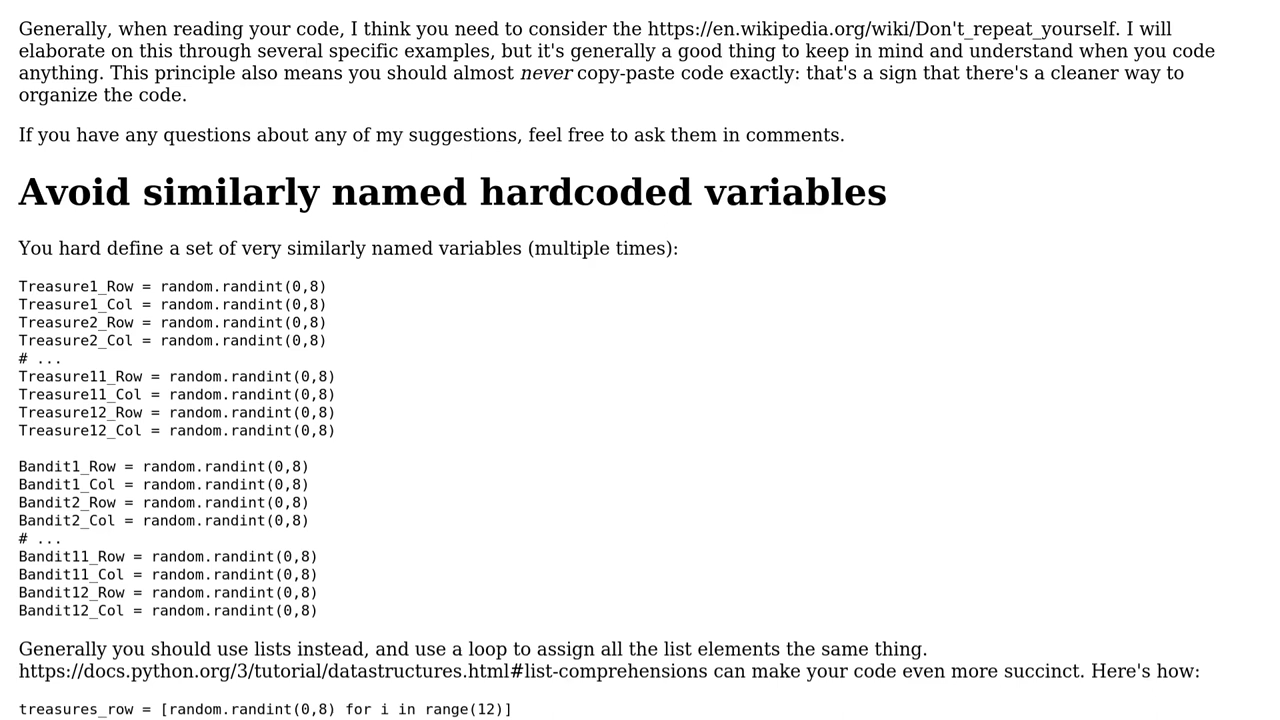 Generally, when reading your code, I think you need to consider the https://en.wikipedia.org/wiki/Don't_repeat_yourself. I will
elaborate on this through several specific examples, but it's generally a good thing to keep in mind and understand when you code
anything. This principle also means you should almost never copy-paste code exactly: that's a sign that there's a cleaner way to
organize the code.
If you have any questions about any of my suggestions, feel free to ask them in comments.
Avoid similarly named hardcoded variables
You hard define a set of very similarly named variables (multiple times):
Treasure1_Row = random.randint(0,8)
Treasure1_Col = random.randint(0,8)
Treasure2_Row = random.randint(0,8)
Treasure2_Col = random.randint(0,8)
# ...
Treasure11_Row = random.randint(0,8)
Treasure11_Col = random.randint(0,8)
Treasure12_Row = random.randint(0,8)
Treasure12_Col = random.randint(0,8)
Bandit1_Row = random.randint(0,8)
Bandit1_Col = random.randint(0,8)
Bandit2_Row = random.randint(0,8)
Bandit2_Col = random.randint(0,8)
# ...
Bandit11_Row = random.randint(0,8)
Bandit11_Col = random.randint(0,8)
Bandit12_Row = random.randint(0,8)
Bandit12_Col = random.randint(0,8)
Generally you should use lists instead, and use a loop to assign all the list elements the same thing.
https://docs.python.org/3/tutorial/datastructures.html#list-comprehensions can make your code even more succinct. Here's how:
treasures_row = [random.randint(0,8) for i in range(12)]